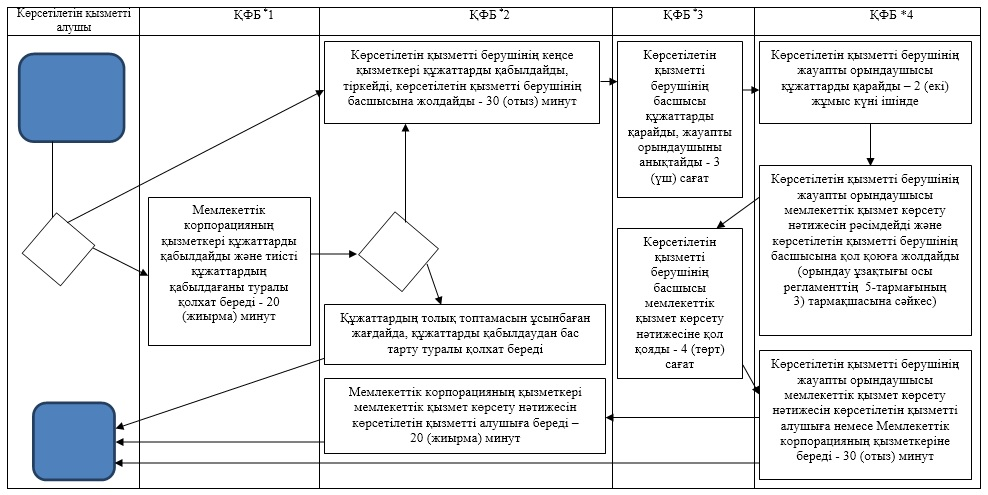 Көрсетілетін қызметті
алушы
ҚФБ *1
ҚФБ *2
ҚФБ *3
ҚФБ *4
Көрсетілетін қызметті берушінің кеңсе
қызметкері құжаттарды қабылдайды,
тіркейді, көрсетілетін қызметті берушінің
басшысына жолдайды - 30 (отыз) минут
Көрсетілетін
қызметті
берушінің
басшысы
құжаттарды
қарайды, жауапты
орындаушыны
анықтайды - 3
(үш) сағат
Көрсетілетін қызметті берушінің
жауапты орындаушысы
құжаттарды қарайды – 2 (екі)
жұмыс күні ішінде
Мемлекеттік
корпорацияның
қызметкері құжаттарды
қабылдайды және тиісті
құжаттардың
қабылдағаны туралы
қолхат береді - 20
(жиырма) минут
Көрсетілетін қызметті берушінің
жауапты орындаушысы
мемлекеттік қызмет көрсету
нәтижесін рәсімдейді және
көрсетілетін қызметті берушінің
басшысына қол қоюға жолдайды
(орындау ұзақтығы осы
регламенттің 5-тармағының
3) тармақшасына сәйкес)
Көрсетілетін
қызметті
берушінің
басшысы
мемлекеттік
қызмет көрсету
нәтижесіне қол
қояды - 4 (төрт)
сағат
Құжаттардың толық топтамасын ұсынбаған
жағдайда, құжаттарды қабылдаудан бас
тарту туралы қолхат береді
Мемлекеттік корпорацияның қызметкері
мемлекеттік қызмет көрсету нәтижесін
көрсетілетін қызметті алушыға береді –
20 (жиырма) минут
Көрсетілетін қызметті берушінің
жауапты орындаушысы
мемлекеттік қызмет көрсету
нәтижесін көрсетілетін қызметті
алушыға немесе Мемлекеттік
корпорацияның қызметкеріне
береді - 30 (отыз) минут